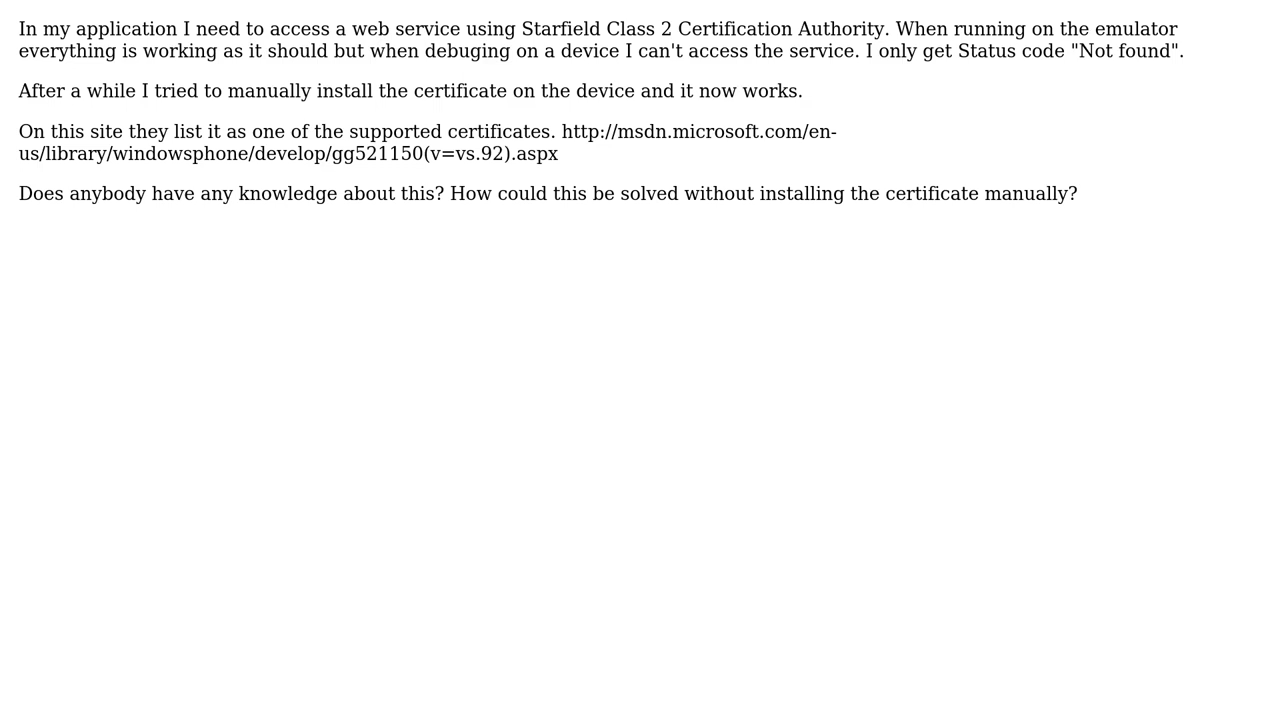 In my application I need to access a web service using Starfield Class 2 Certification Authority. When running on the emulator
everything is working as it should but when debuging on a device I can't access the service. I only get Status code "Not found".
After a while I tried to manually install the certificate on the device and it now works.
On this site they list it as one of the supported certificates. http://msdn.microsoft.com/en-
us/library/windowsphone/develop/gg521150(v=vs.92).aspx
Does anybody have any knowledge about this? How could this be solved without installing the certificate manually?